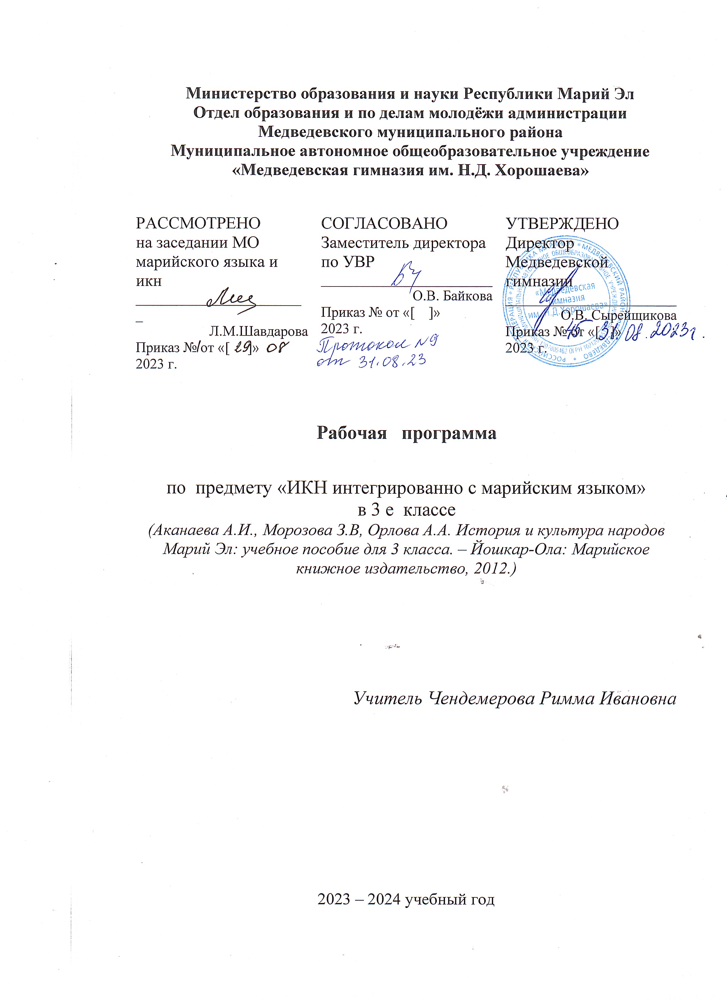 Министерство образования и науки Республики Марий Эл
Отдел образования и по делам молодёжи администрации
Медведевского муниципального района
Муниципальное автономное общеобразовательное учреждение
«Медведевская гимназия им. Н.Д. Хорошаева»
РАССМОТРЕНО
на заседании МО
марийского языка и
икн
_
Л.М.Шавдарова
Приказ №/от «[ 29]» 08
2023 г.
СОГЛАСОВАНО
Заместитель директора
по УВР
О.В. Байкова
Приказ № от «[ ]»
2023 г.
Протокол №9
от 31.08.23
УТВЕРЖДЕНО
Директор
Медведевской
гимназии
О.В. Сырейщикова
Приказ № 45 от «[31]» 08.2023г.
2023 г.
«Медведевская
гимназия
им. Н.Д.Хорошаева»
Рабочая программа
по предмету «ИКН интегрированно с марийским языком»
в 3 е классе
(Аканаева А.И., Морозова З.В, Орлова А.А. История и культура народов
Марий Эл: учебное пособие для 3 класса. – Йошкар-Ола: Марийское
книжное издательство, 2012.)
Учитель Чендемерова Римма Ивановна
2023 – 2024 учебный год